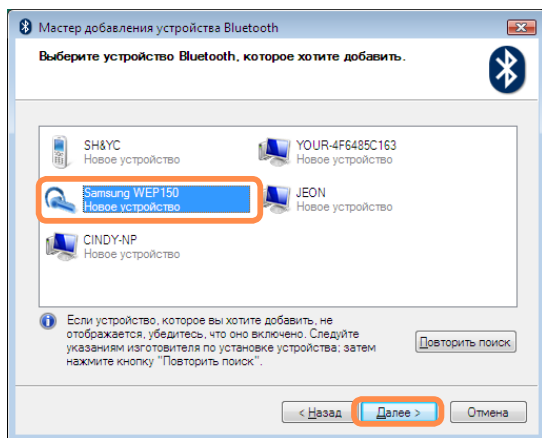 Мастер добавления устройства Bluetooth
Выберите устройство Bluetooth, которое хотите добавить.
SH&YC
Новое устройство
YOUR-4F6485C163
Новое устройство
Samsung WEP150
Новое устройство
JEON
Новое устройство
CINDY-NP
Новое устройство
Если устройство, которое вы хотите добавить, не
отображается, убедитесь, что оно включено. Следуйте
указаниям изготовителя по установке устройства; затем
нажмите кнопку "Повторить поиск".
Повторить поиск
< Назад
Далее >
Отмена